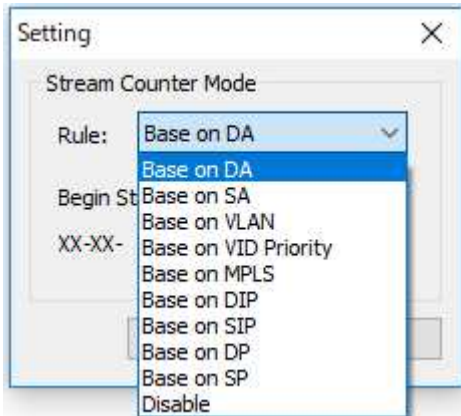 Setting
Stream Counter Mode
Rule: Base on DA
Base on DA
Begin St
Base on SA
Base on VLAN
XX-XX-
Base on VID Priority
Base on MPLS
Base on DIP
Base on SIP
Base on DP
Base on SP
Disable